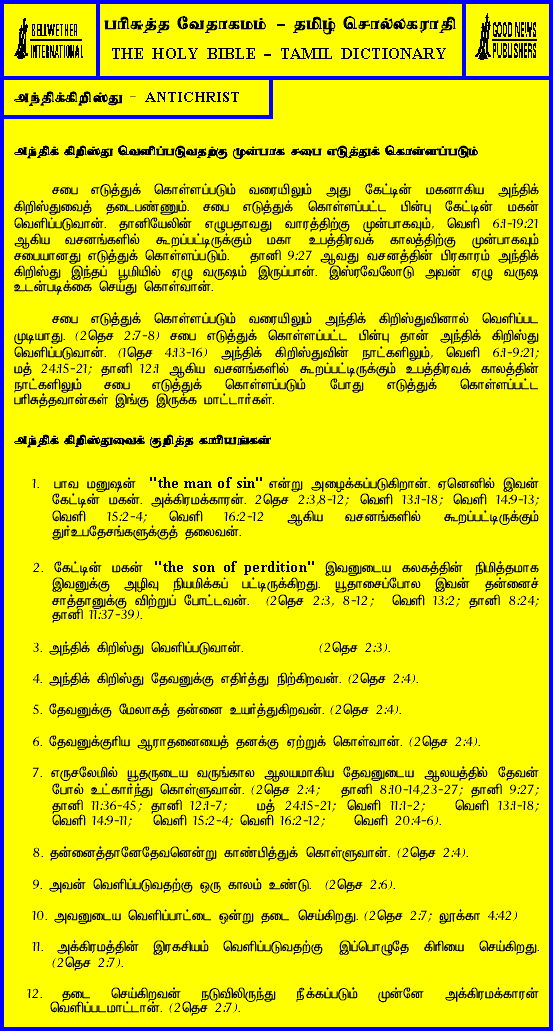 BELLWETHER
INTERNATIONAL
பரிசுத்த வேதாகமம் – தமிழ் சொல்லகராதி
THE HOLY BIBLE – TAMIL DICTIONARY
GOOD NEWS
PUBLISHERS
அந்திக்கிறிஸ்து – ANTICHRIST
அந்திக் கிறிஸ்து வெளிப்படுவதற்கு முன்பாக சபை எடுத்துக் கொள்ளப்படும்
சபை எடுத்துக் கொள்ளப்படும் வரையிலும் அது கேட்டின் மகனாகிய அந்திக்
கிறிஸ்துவைத் தடைபண்ணும். சபை எடுத்துக் கொள்ளப்பட்ட பின்பு கேட்டின் மகன்
வெளிப்படுவான். தானியேலின் எழுபதாவது வாரத்திற்கு முன்பாகவும், வெளி 6:1-19:21
ஆகிய வசனங்களில் கூறப்பட்டிருக்கும் மகா உபத்திரவக் காலத்திற்கு முன்பாகவும்
சபையானது எடுத்துக் கொள்ளப்படும். தானி 9:27 ஆவது வசனத்தின் பிரகாரம் அந்திக்
கிறிஸ்து இந்தப் பூமியில் ஏழு வருஷம் இருப்பான். இஸ்ரவேலோடு அவன் ஏழு வருஷ
உடன்படிக்கை செய்து கொள்வான்.
சபை எடுத்துக் கொள்ளப்படும் வரையிலும் அந்திக் கிறிஸ்துவினால் வெளிப்பட
முடியாது. (2தெச 2:7-8) சபை எடுத்துக் கொள்ளப்பட்ட பின்பு தான் அந்திக் கிறிஸ்து
வெளிப்படுவான். (1தெச 4:13-16) அந்திக் கிறிஸ்துவின் நாட்களிலும், வெளி 6:1-9:21;
மத் 24:15-21; தானி 12:1 ஆகிய வசனங்களில் கூறப்பட்டிருக்கும் உபத்திரவக் காலத்தின்
நாட்களிலும் சபை எடுத்துக் கொள்ளப்படும் போது எடுத்துக் கொள்ளப்பட்ட
பரிசுத்தவான்கள் இங்கு இருக்க மாட்டார்கள்.
அந்திக் கிறிஸ்துவைக் குறித்த காரியங்கள்
1. பாவ மனுஷன் "the man of sin" என்று அழைக்கப்படுகிறான். ஏனெனில் இவன்
கேட்டின் மகன். அக்கிரமக்காரன். 2தெச 2:3,8-12; வெளி 13:1-18; வெளி 14:9-13;
வெளி 15:2-4; வெளி 16:2-12 ஆகிய வசனங்களில் கூறப்பட்டிருக்கும்
துர்உபதேசங்களுக்குத் தலைவன்.
2. கேட்டின் மகன் "the son of perdition" இவனுடைய கலகத்தின் நிமித்தமாக
இவனுக்கு அழிவு நியமிக்கப் பட்டிருக்கிறது. யூதாசைப்போல இவன் தன்னைச்
சாத்தானுக்கு விற்றுப் போட்டவன். (2தெச 2:3, 8-12; வெளி 13:2; தானி 8:24;
தானி 11:37-39).
3. அந்திக் கிறிஸ்து வெளிப்படுவான். (2தெச 2:3).
4. அந்திக் கிறிஸ்து தேவனுக்கு எதிர்த்து நிற்கிறவன். (2தெச 2:4).
5. தேவனுக்கு மேலாகத் தன்னை உயர்த்துகிறவன். (2தெச 2:4).
6. தேவனுக்குரிய ஆராதனையைத் தனக்கு ஏற்றுக் கொள்வான். (2தெச 2:4).
7. எருசலேமில் யூதருடைய வருங்கால ஆலயமாகிய தேவனுடைய ஆலயத்தில் தேவன்
போல் உட்கார்ந்து கொள்ளுவான். (2தெச 2:4; தானி 8:10-14,23-27; தானி 9:27;
தானி 11:36-45; தானி 12:1-7; மத் 24:15-21; வெளி 11:1-2; வெளி 13:1-18;
வெளி 14:9-11; வெளி 15:2-4; வெளி 16:2-12; வெளி 20:4-6).
8. தன்னைத்தானேதேவனென்று காண்பித்துக் கொள்ளுவான். (2தெச 2:4).
9. அவன் வெளிப்படுவதற்கு ஒரு காலம் உண்டு. (2தெச 2:6).
10. அவனுடைய வெளிப்பாட்டை ஒன்று தடை செய்கிறது. (2தெச 2:7; லூக்கா 4:42)
11. அக்கிரமத்தின் இரகசியம் வெளிப்படுவதற்கு இப்பொழுதே கிரியை செய்கிறது.
(2தெச 2:7).
12. தடை செய்கிறவன் நடுவிலிருந்து நீக்கப்படும் முன்னே அக்கிரமக்காரன்
வெளிப்படமாட்டான். (2தெச 2:7).